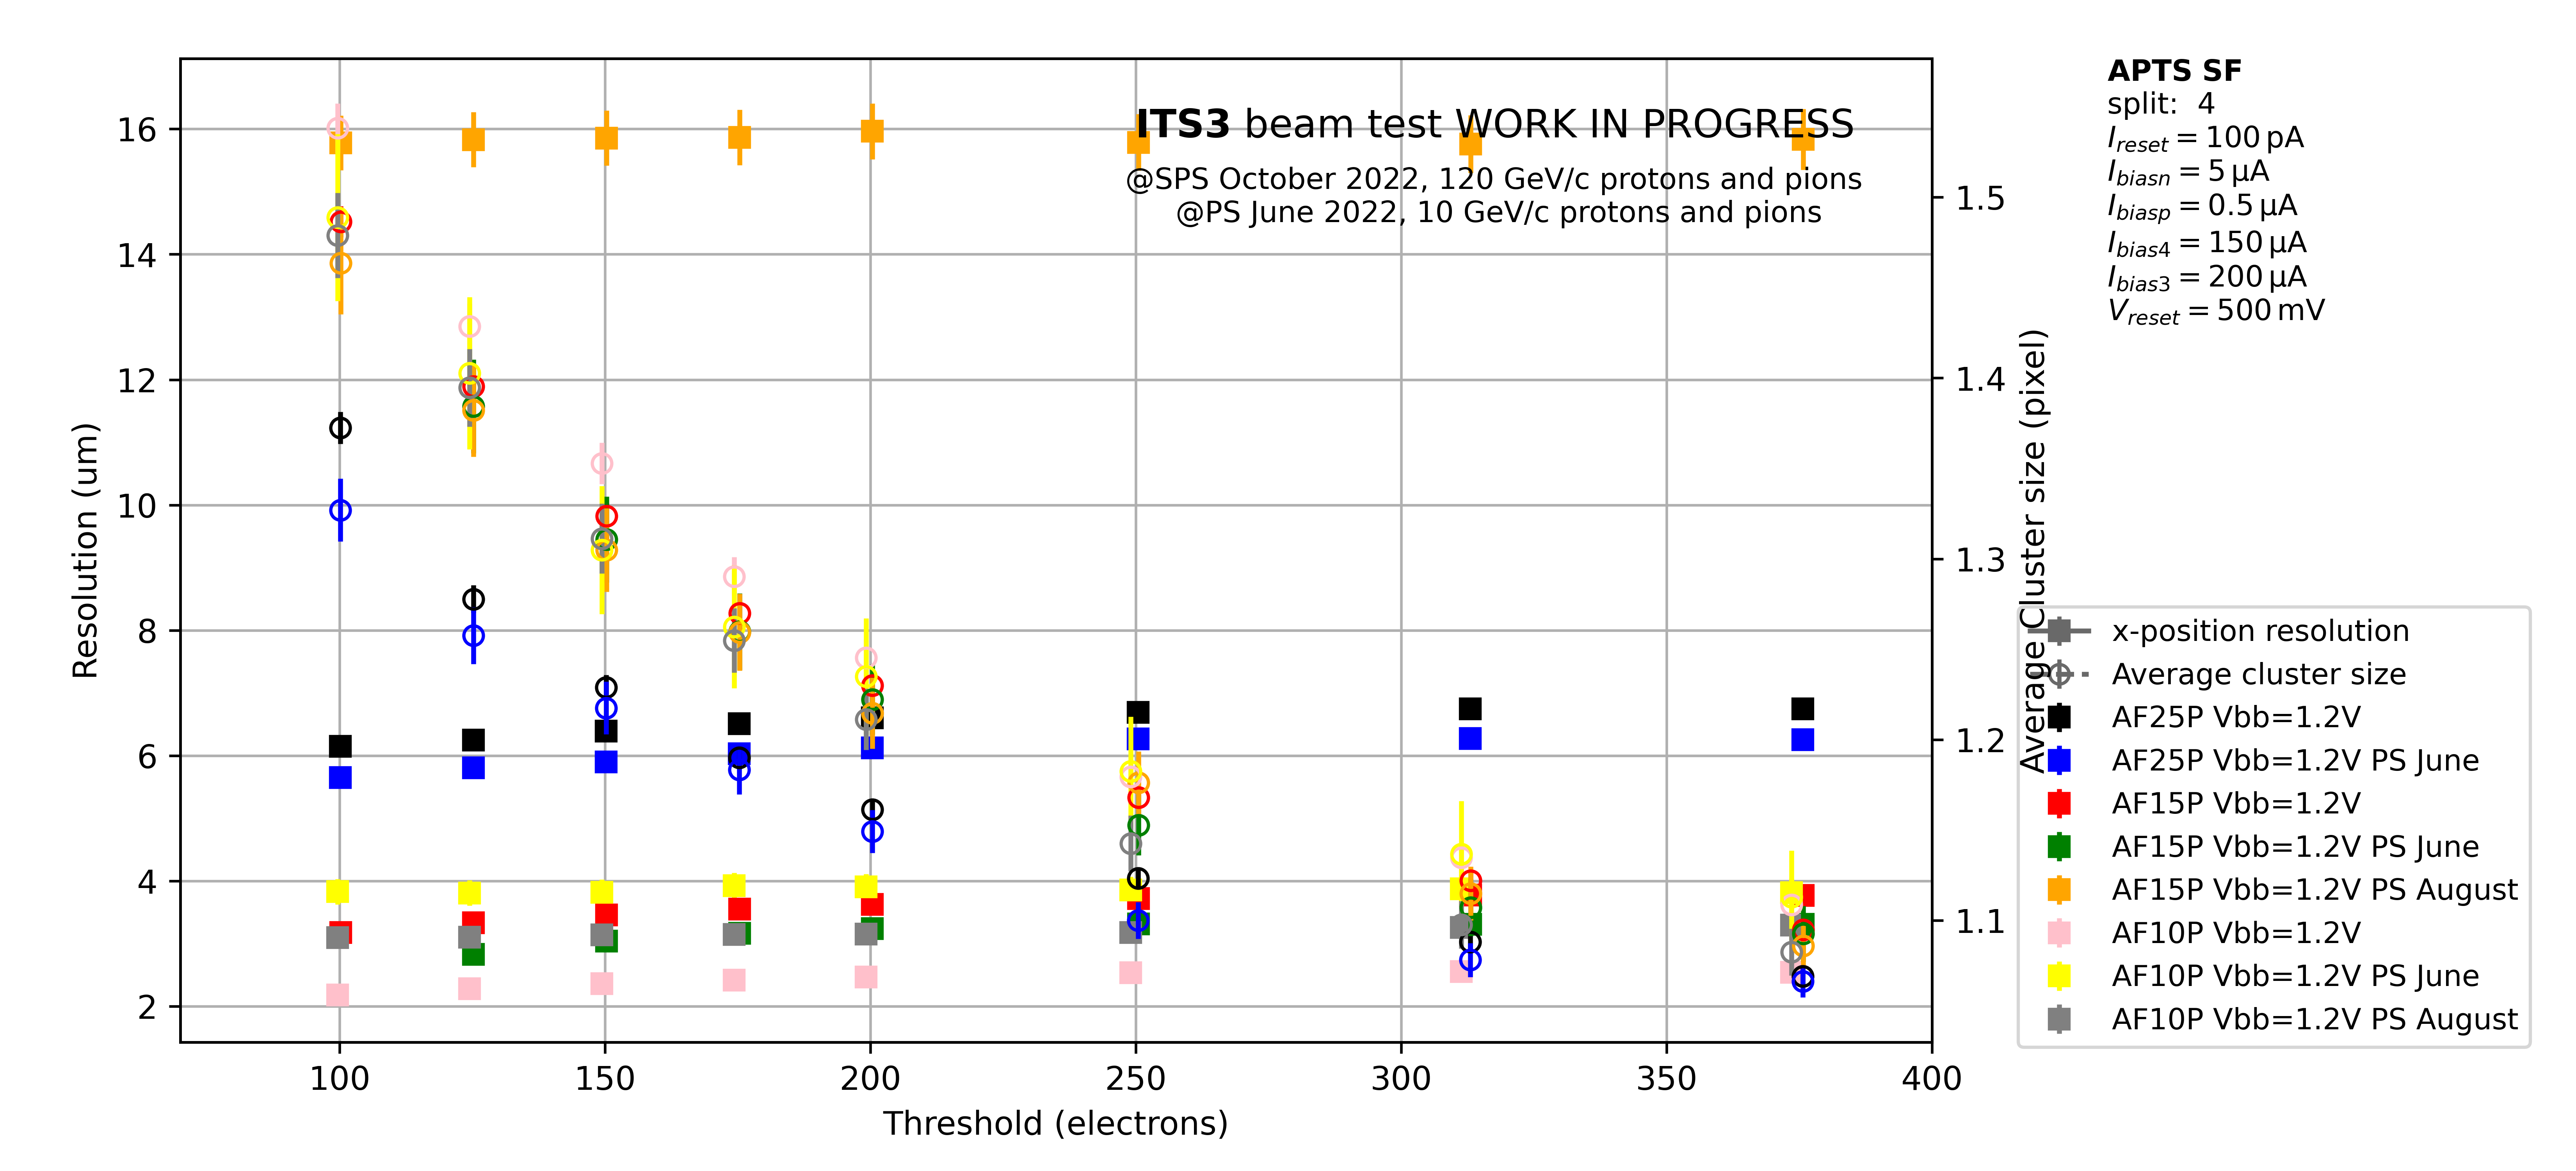 ITS3 beam test WORK IN PROGRESS
@SPS October 2022, 120 GeV/c protons and pions
@PS June 2022, 10 GeV/c protons and pions
APTS SF
split: 4
I_reset = 100 pA
I_biasn = 5 μA
I_biasp = 0.5 μA
I_bias4 = 150 μA
I_bias3 = 200 μA
V_reset = 500 mV
Resolution (um)
16
14
12
10
8
6
4
2
100
150
200
250
300
350
400
Threshold (electrons)
1.5
1.4
1.3
1.2
1.1
Average Cluster size (pixel)
x-position resolution
Average cluster size
AF25P Vbb=1.2V
AF25P Vbb=1.2V PS June
AF15P Vbb=1.2V
AF15P Vbb=1.2V PS June
AF15P Vbb=1.2V PS August
AF10P Vbb=1.2V
AF10P Vbb=1.2V PS June
AF10P Vbb=1.2V PS August